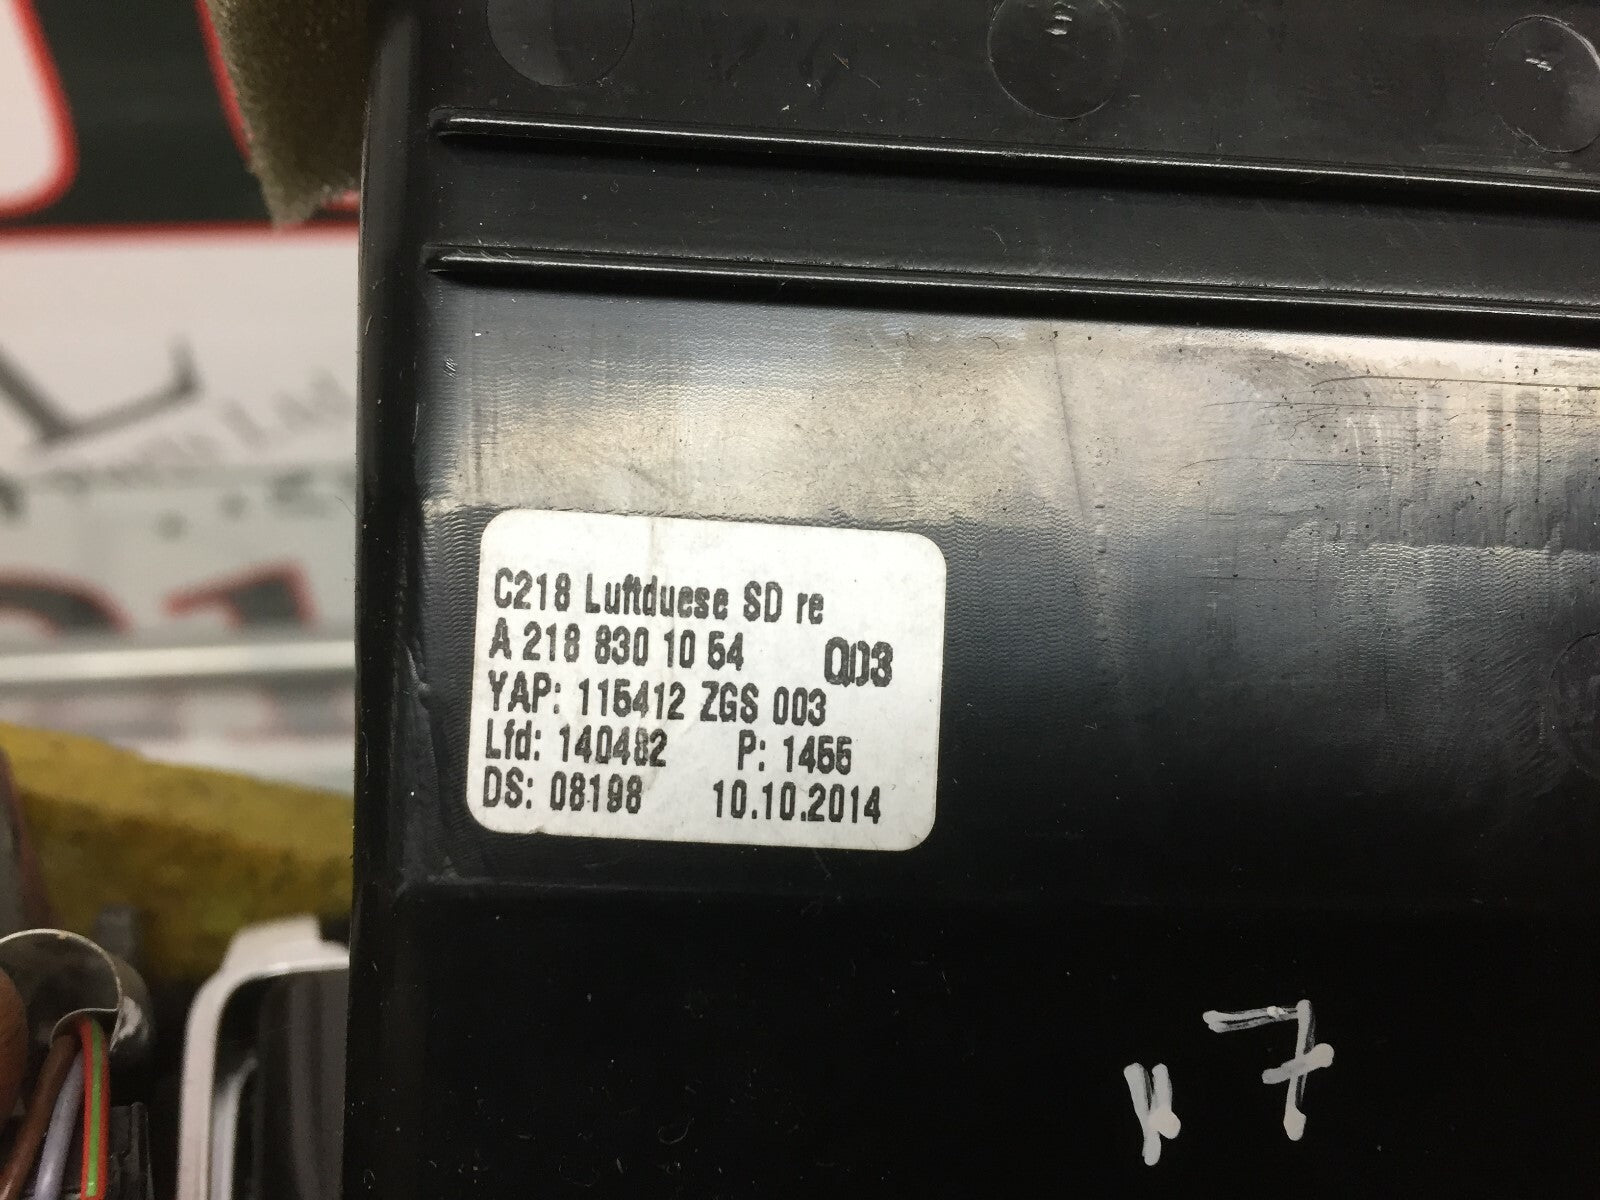 C218 Luftduese SD re
A 218 830 10 54 Q03
YAP: 115412 ZGS 003
Lfd: 140482 P: 1455
DS: 08198 10.10.2014
7